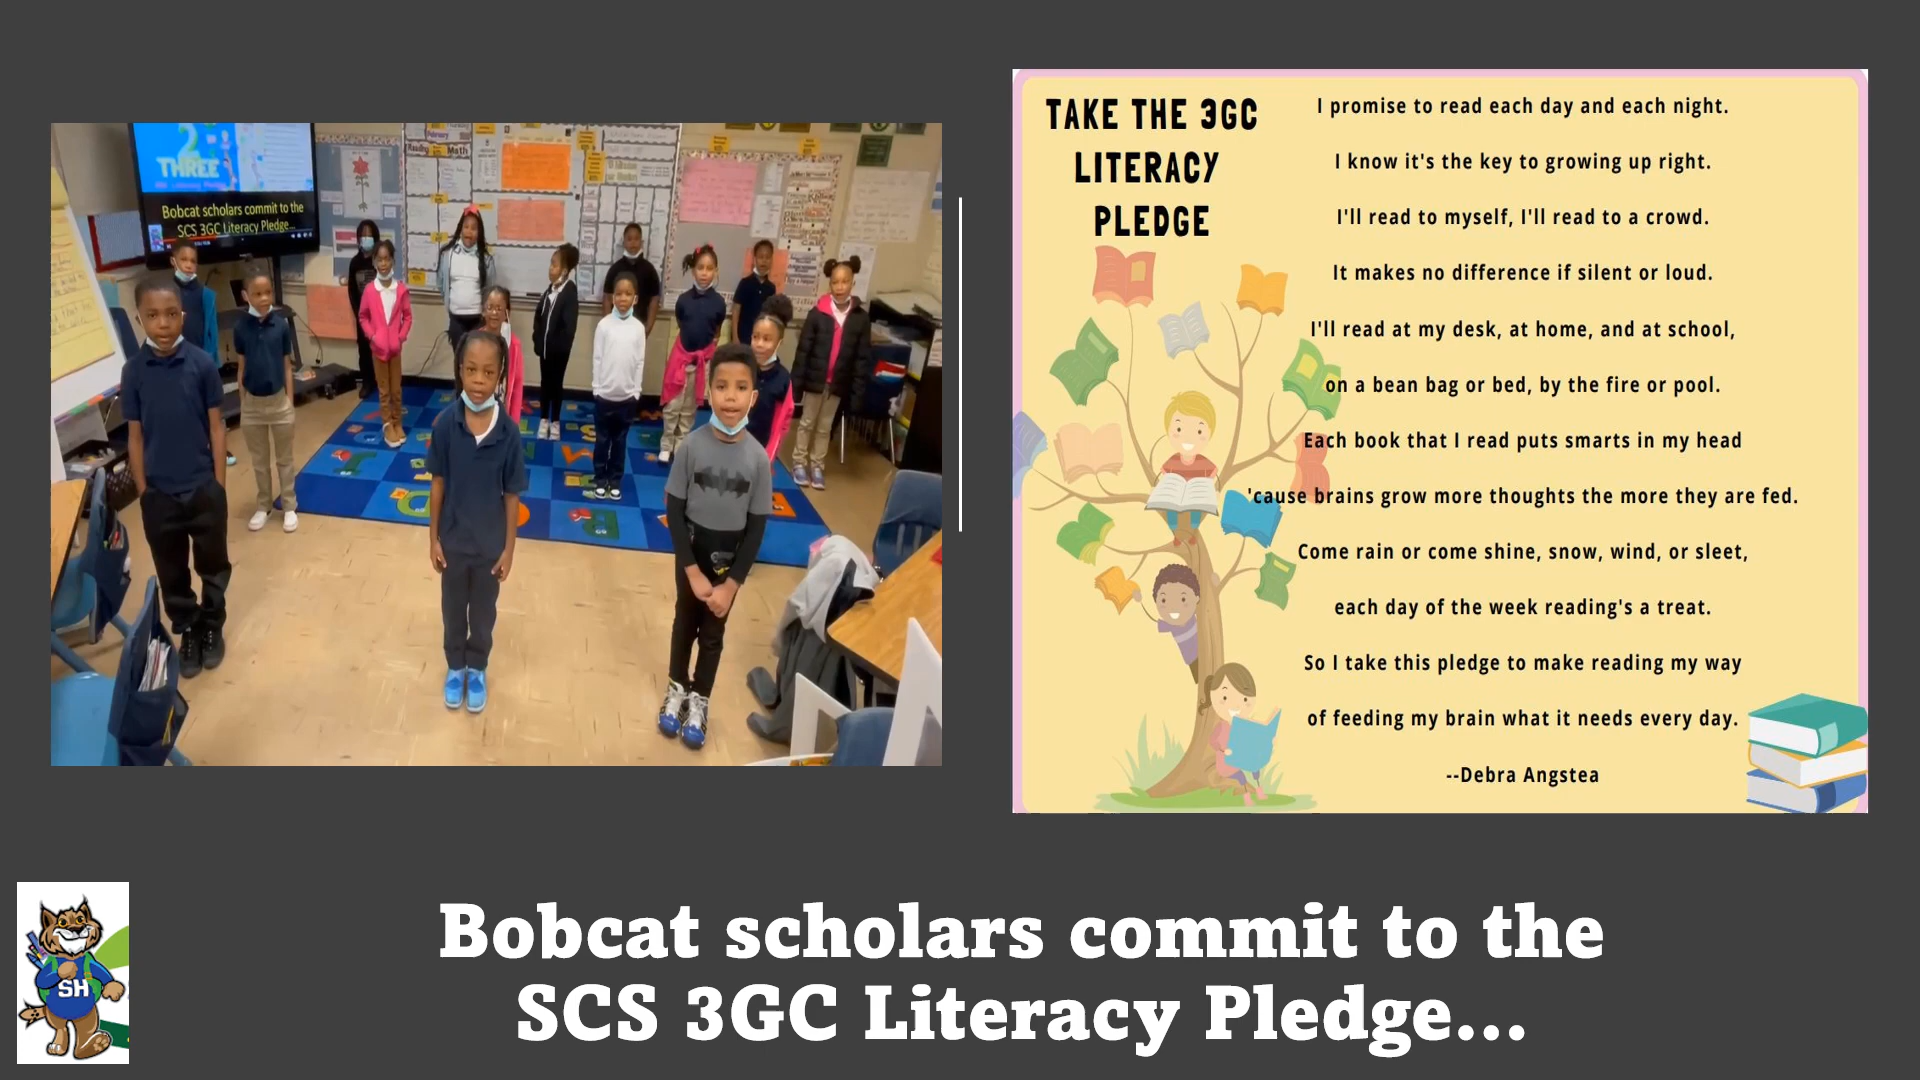 THREE
Bobcat scholars commit to the
SCS 3GC Literacy Pledge...
February
Reading
Math
TAKE THE 3GC
LITERACY
PLEDGE
I promise to read each day and each night.
I know it's the key to growing up right.
I'll read to myself, I'll read to a crowd.
It makes no difference if silent or loud.
I'll read at my desk, at home, and at school,
on a bean bag or bed, by the fire or pool.
Each book that I read puts smarts in my head
'cause brains grow more thoughts the more they are fed.
Come rain or come shine, snow, wind, or sleet,
each day of the week reading's a treat.
So I take this pledge to make reading my way
of feeding my brain what it needs every day.
--Debra Angstea
SH
Bobcat scholars commit to the
SCS 3GC Literacy Pledge...